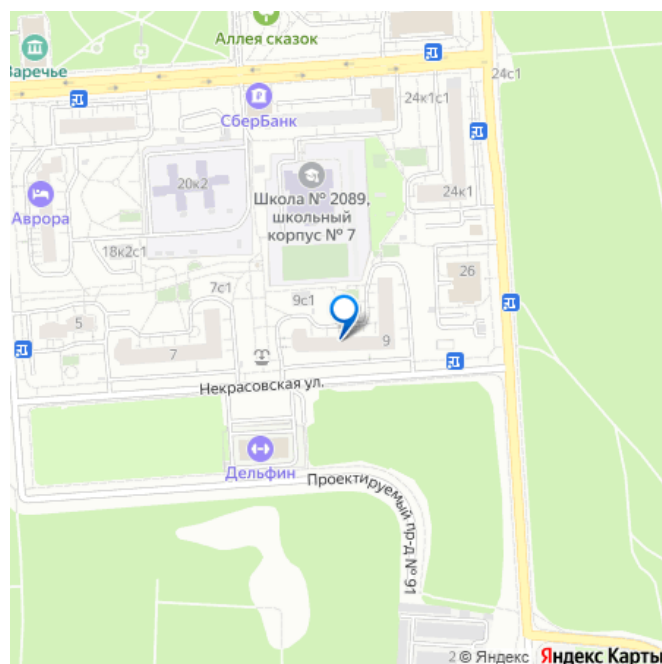 Аллея сказок
Заречье
24с1
СберБанк
24к1с1
20к2
Школа № 2089,
школьный
корпус № 7
24к1
Аврора
18к2с1
7с1
9с1
26
5
7
9
Некрасовская ул.
Дельфин
Проектируемый пр-д № 91
2
© Яндекс Яндекс Карты